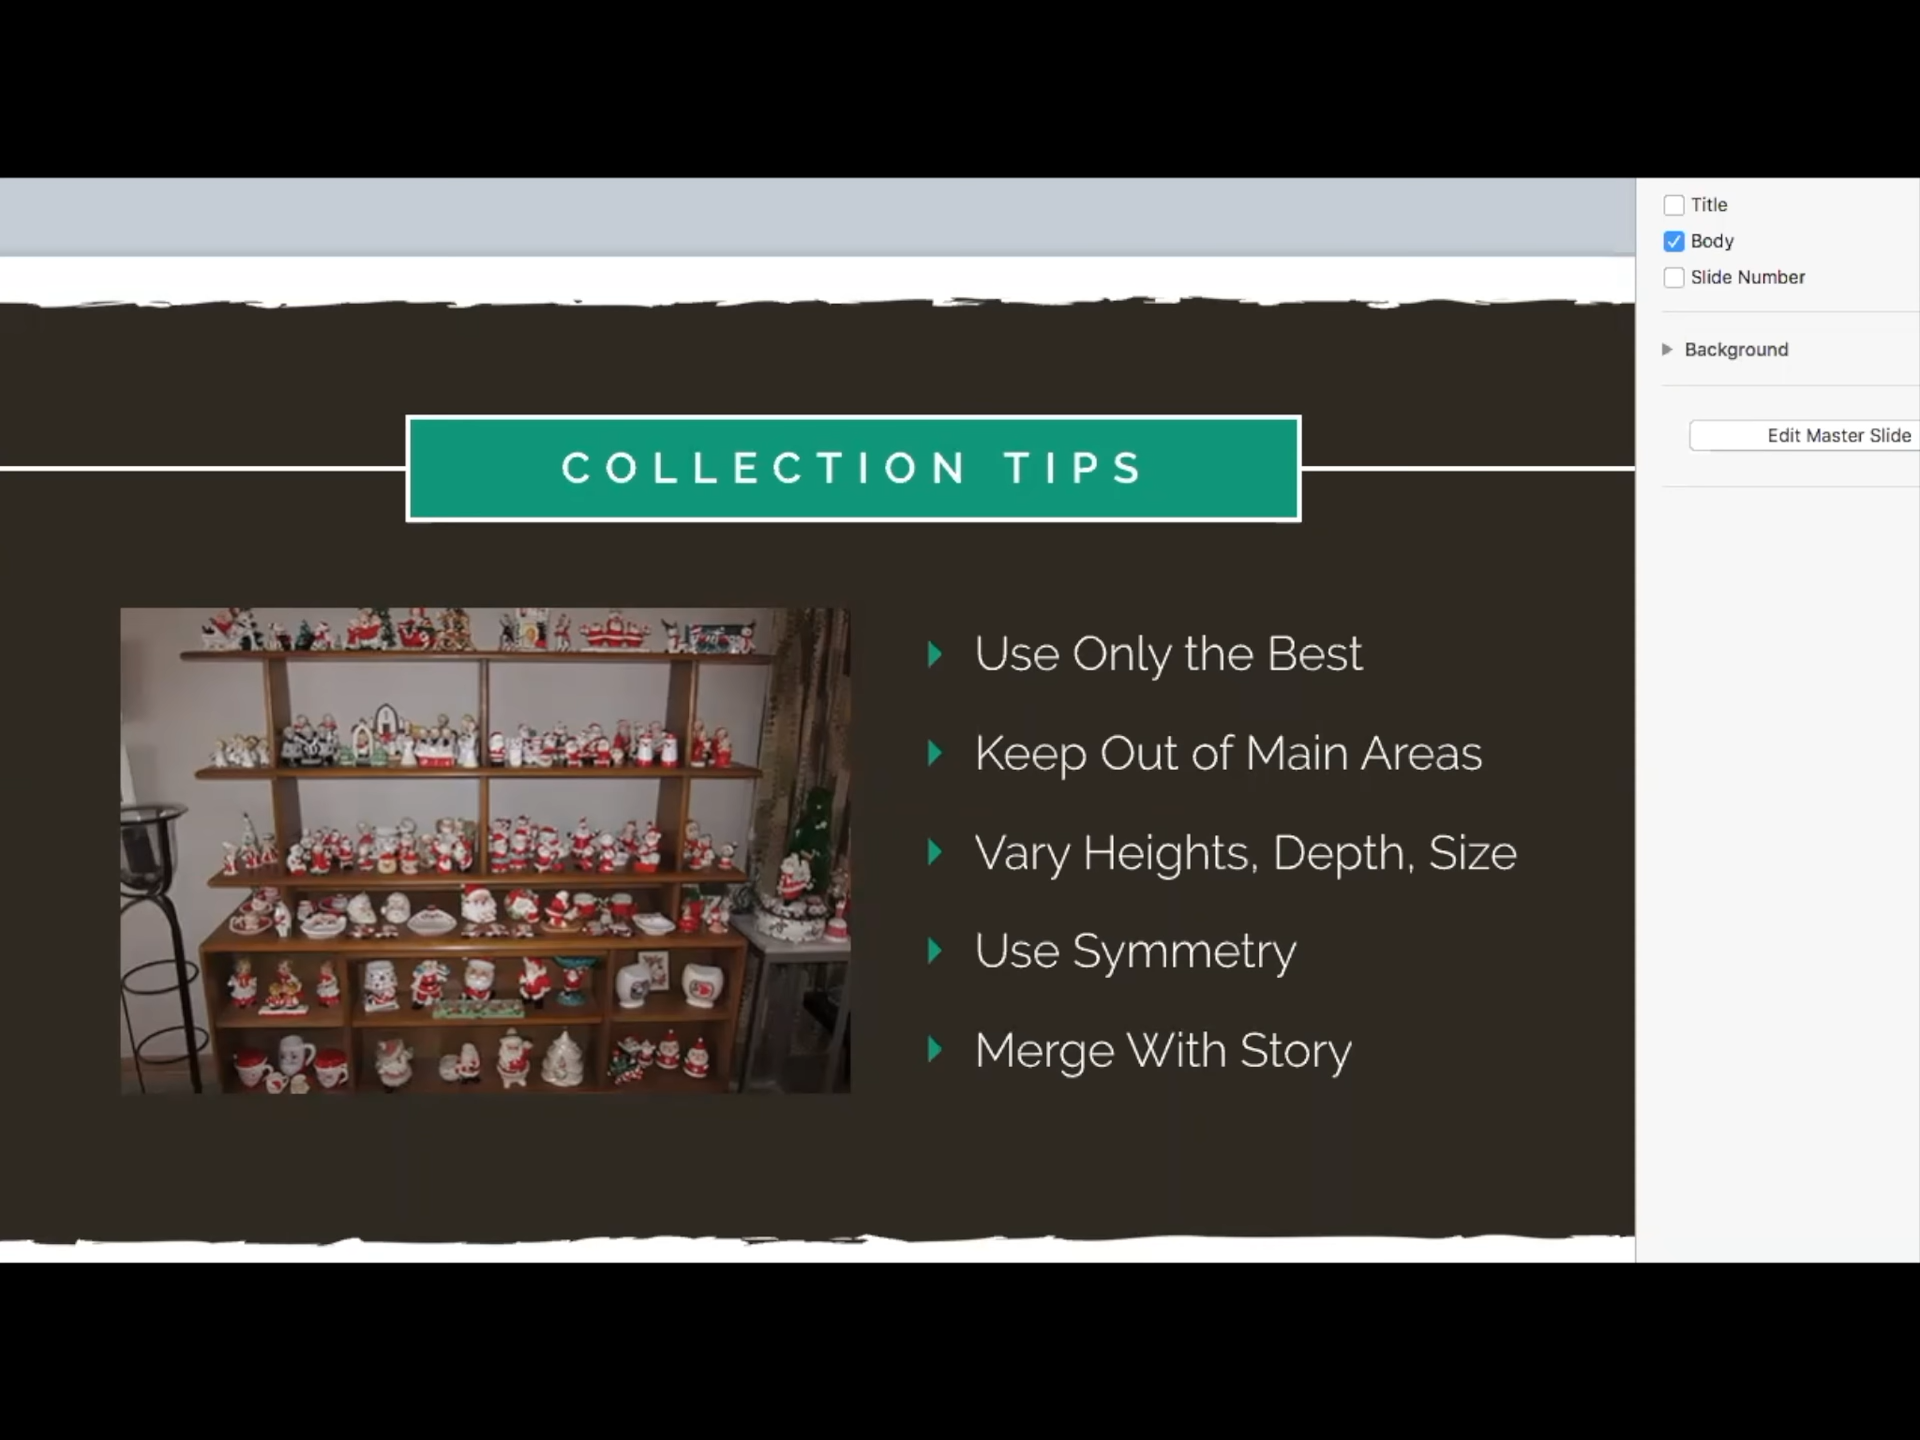 Title
Body
Slide Number
Background
Edit Master Slide
COLLECTION TIPS
Use Only the Best
Keep Out of Main Areas
Vary Heights, Depth, Size
Use Symmetry
Merge With Story